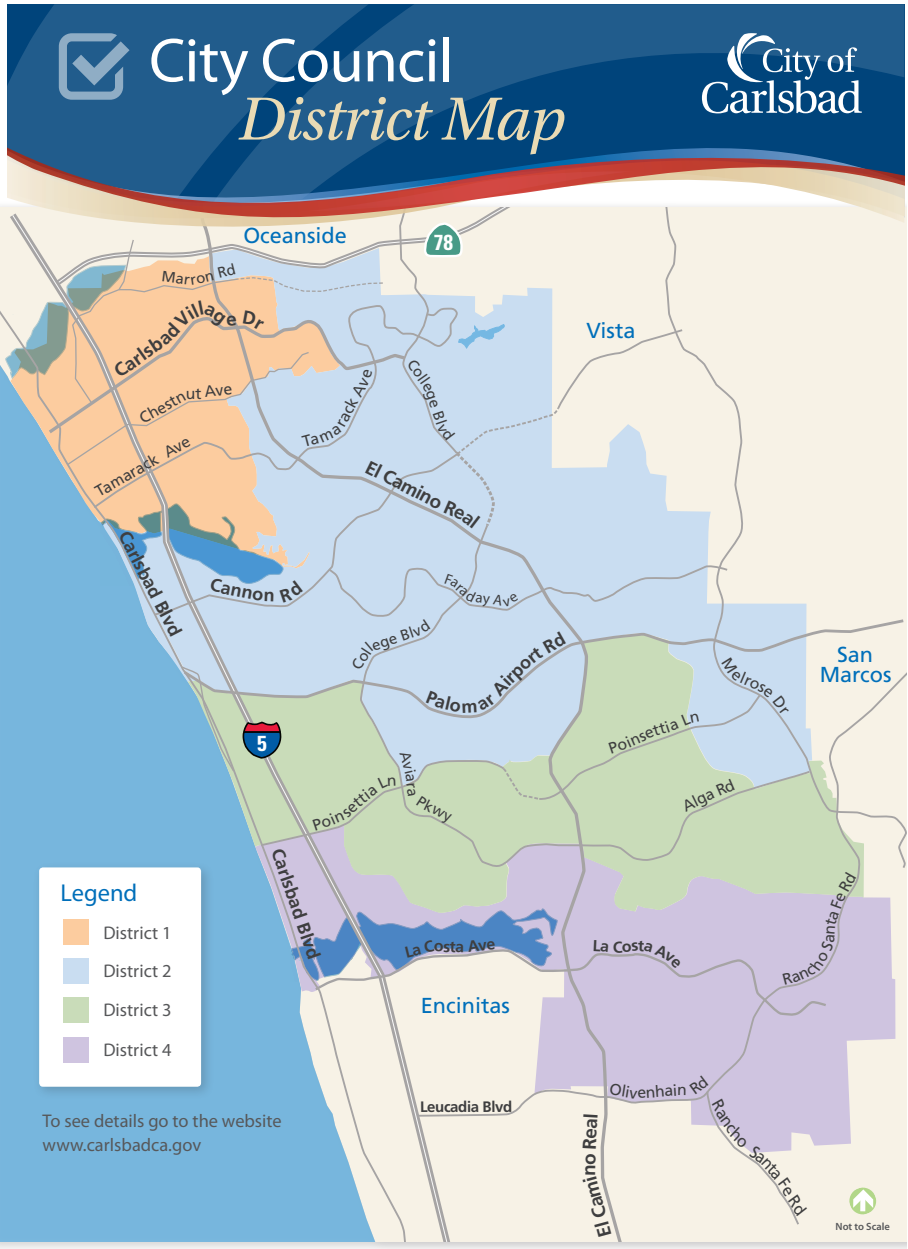 City Council
District Map
City of
Carlsbad
Oceanside
78
Marron Rd
Carlsbad Village Dr
Vista
Chestnut Ave
Tamarack Ave
College Blvd
Tamarack Ave
El Camino Real
Carlsbad Blvd
Cannon Rd
Faraday Ave
College Blvd
Palomar Airport Rd
San
Marcos
Melrose Dr
5
Poinsettia Ln
Aviara Pkwy
Poinsettia Ln
Alga Rd
Carlsbad Blvd
Legend
District 1
District 2
District 3
District 4
La Costa Ave
La Costa Ave
Rancho Santa Fe Rd
Encinitas
Olivenhain Rd
Leucadia Blvd
El Camino Real
Rancho Santa Fe Rd
To see details go to the website
www.carlsbadca.gov
Not to Scale